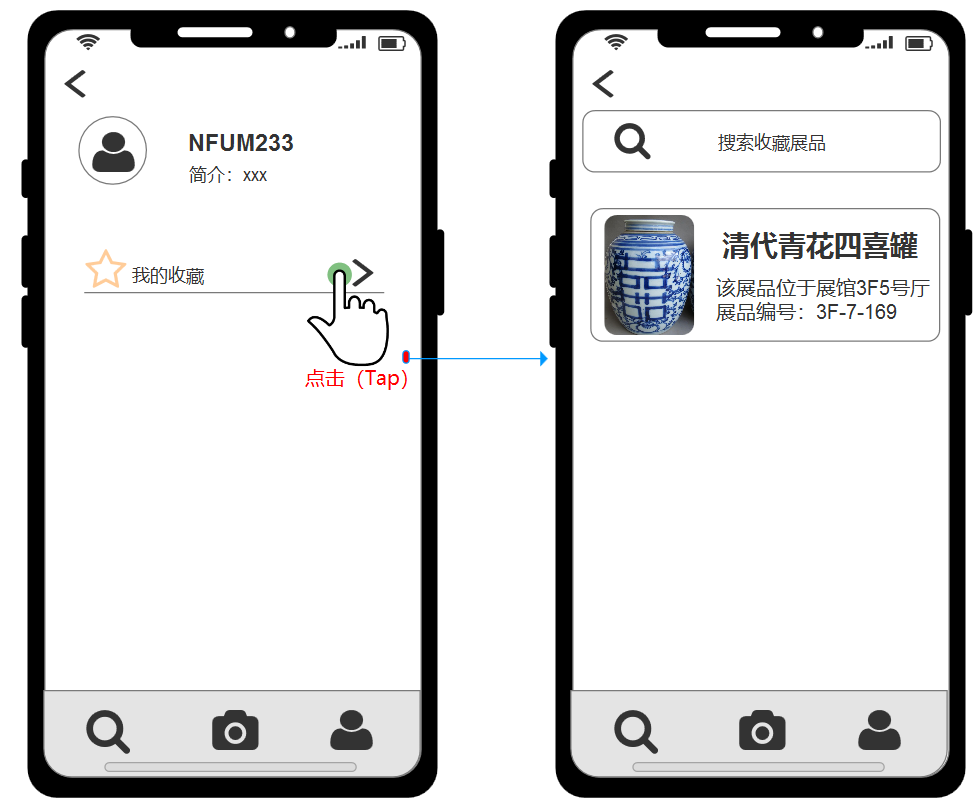 NFUM233
简介：xxx
我的收藏
点击（Tap）
搜索收藏展品
清代青花四喜罐
该展品位于展馆3F5号厅
展品编号：3F-7-169